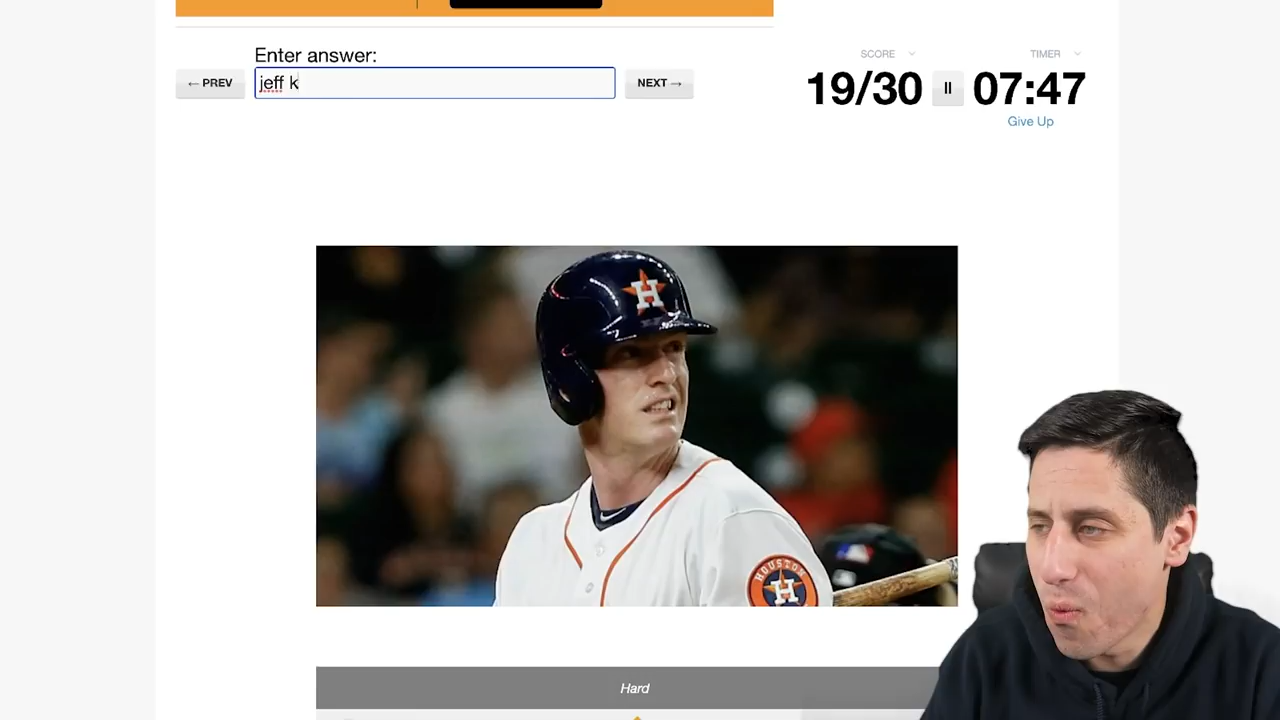 Enter answer:
← PREV
jeff k
NEXT →
SCORE
19/30
TIMER
07:47
Give Up
H
HOUSTON
H
Hard